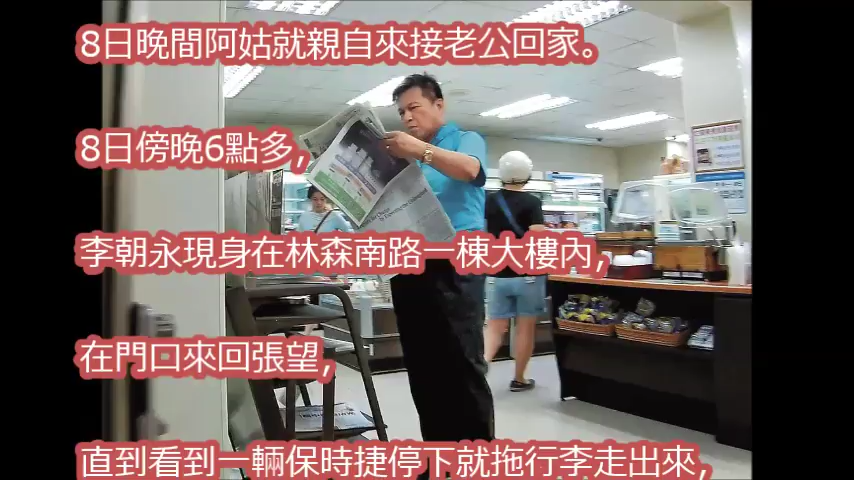 8日晚間阿姑就親自來接老公回家。
8日傍晚6點多,
李朝永現身在林森南路一棟大樓內,
在門口來回張望,
直到看到一輛保時捷停下就拖行李走出來,